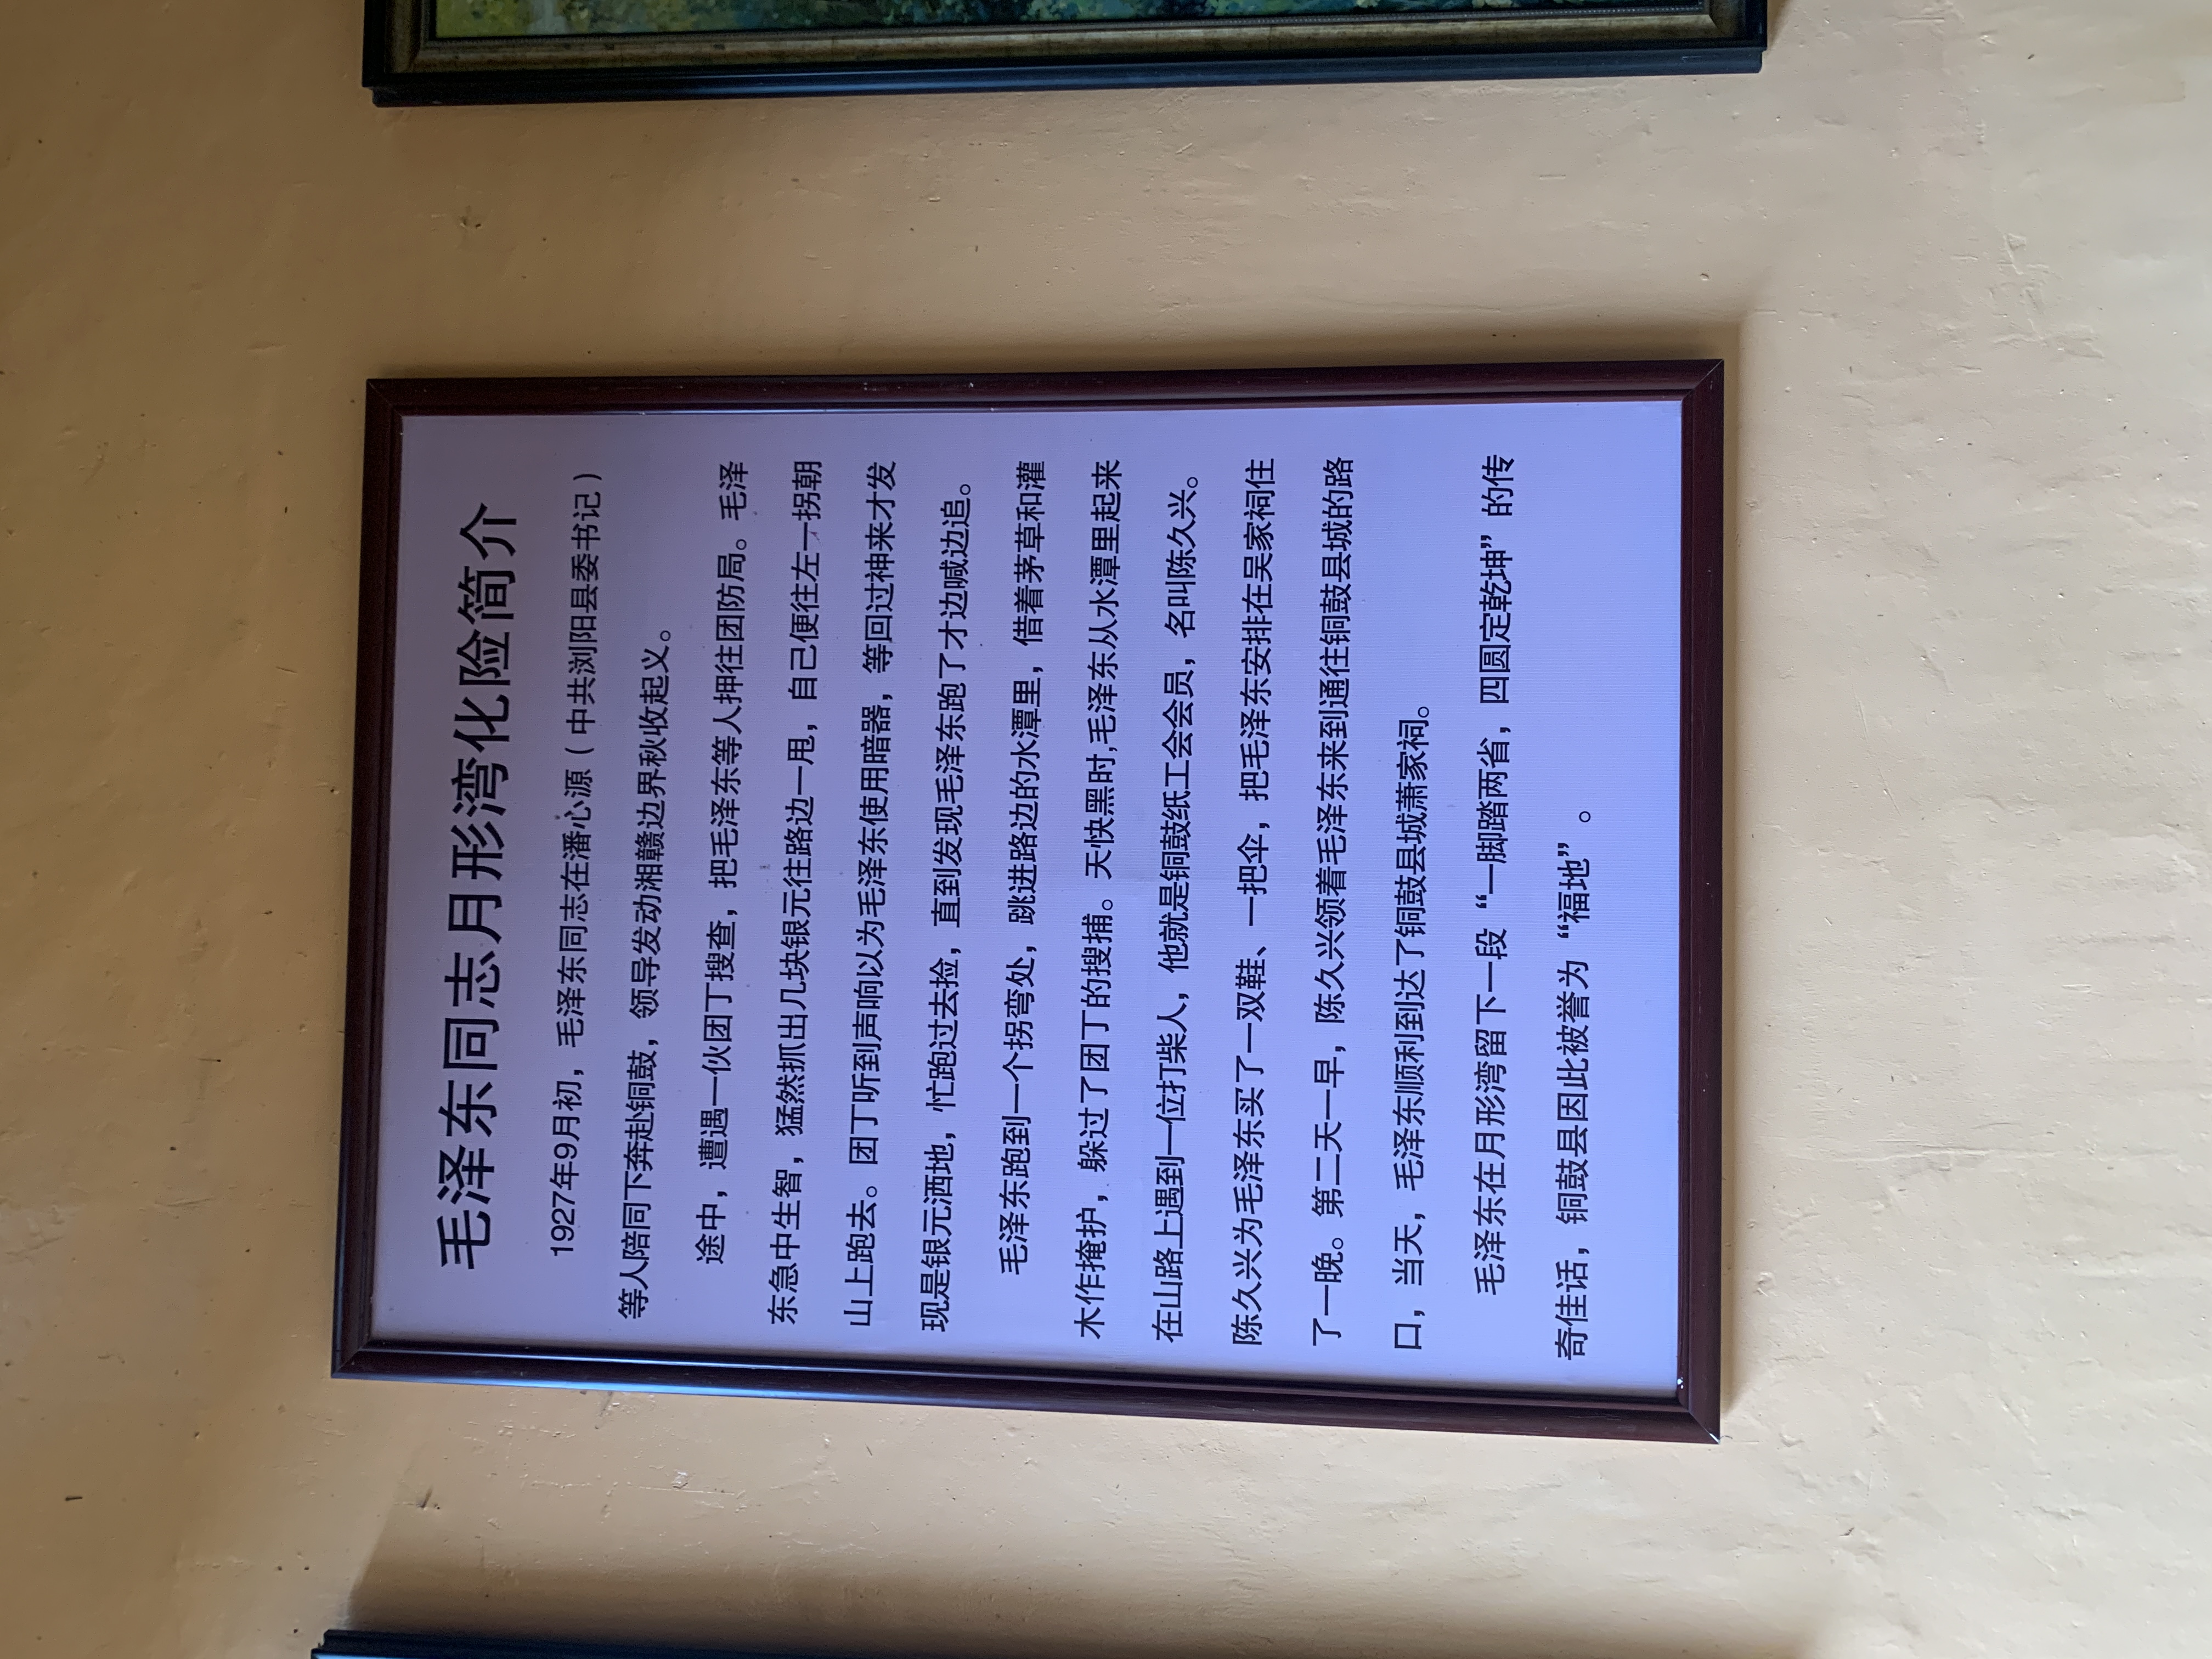 毛泽东同志月形湾化险简介
1927年9月初，毛泽东同志在潘心源（中共浏阳县委书记）
等人陪同下奔赴铜鼓，领导发动湘赣边界秋收起义。
途中，遭遇一伙团丁搜查，把毛泽东等人押往团防局。毛泽
东急中生智，猛然抓出几块银元往路边一甩，自己便往左一拐朝
山上跑去。团丁听到声响以为毛泽东使用暗器，等回过神来才发
现是银元洒地，忙跑过去捡，直到发现毛泽东跑了才边喊边追。
毛泽东跑到一个拐弯处，跳进路边的水潭里，借着茅草和灌
木作掩护，躲过了团丁的搜捕。天快黑时,毛泽东从水潭里起来
在山路上遇到一位打柴人，他就是铜鼓纸工会会员，名叫陈久兴。
陈久兴为毛泽东买了一双鞋、一把伞，把毛泽东安排在吴家祠住
了一晚。第二天一早，陈久兴领着毛泽东来到通往铜鼓县城的路
口，当天，毛泽东顺利到达了铜鼓县城萧家祠。
毛泽东在月形湾留下一段“一脚踏两省，四圆定乾坤”的传
奇佳话，铜鼓县因此被誉为“福地”。